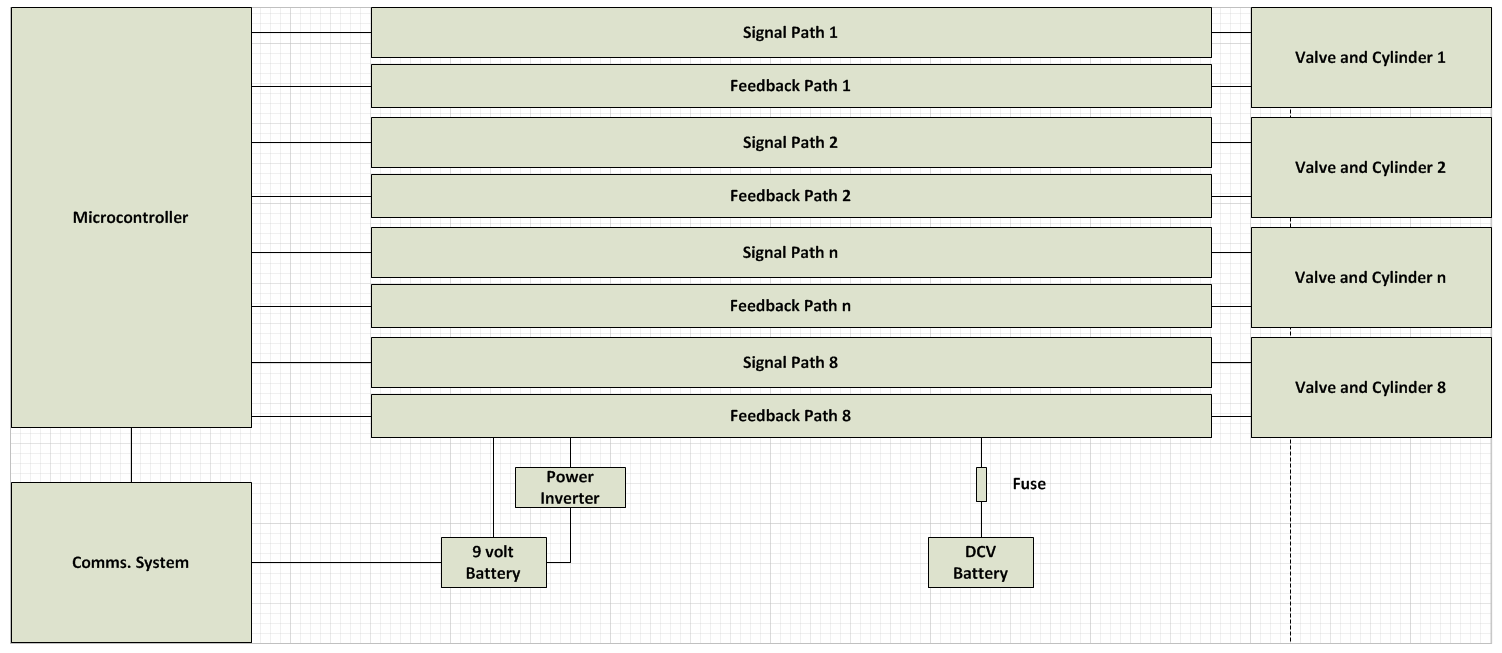 Signal Path 1
Valve and Cylinder 1
Feedback Path 1
Signal Path 2
Valve and Cylinder 2
Feedback Path 2
Microcontroller
Signal Path n
Valve and Cylinder n
Feedback Path n
Signal Path 8
Valve and Cylinder 8
Feedback Path 8
Power
Inverter
Fuse
Comms. System
9 volt
Battery
DCV
Battery